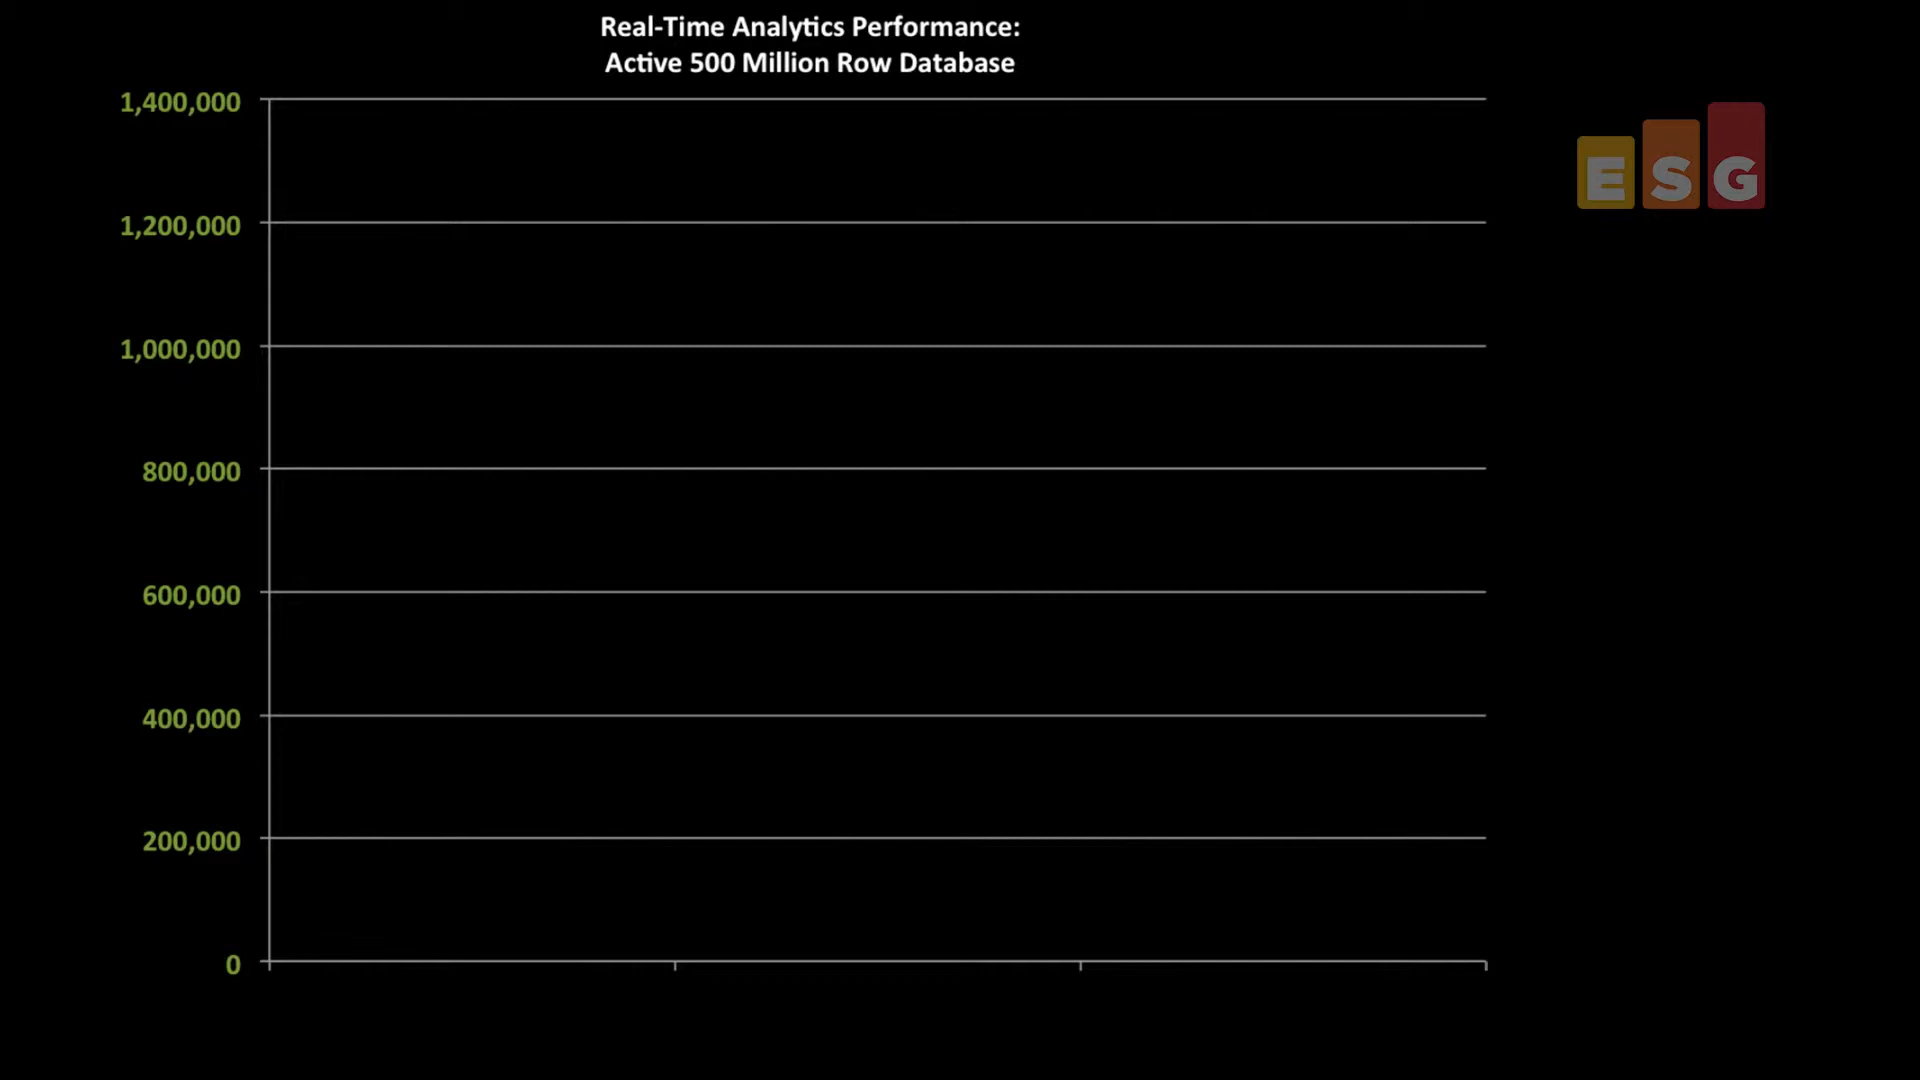 Real-Time Analytics Performance:
Active 500 Million Row Database
1,400,000
ESG
1,200,000
1,000,000
800,000
600,000
400,000
200,000
0